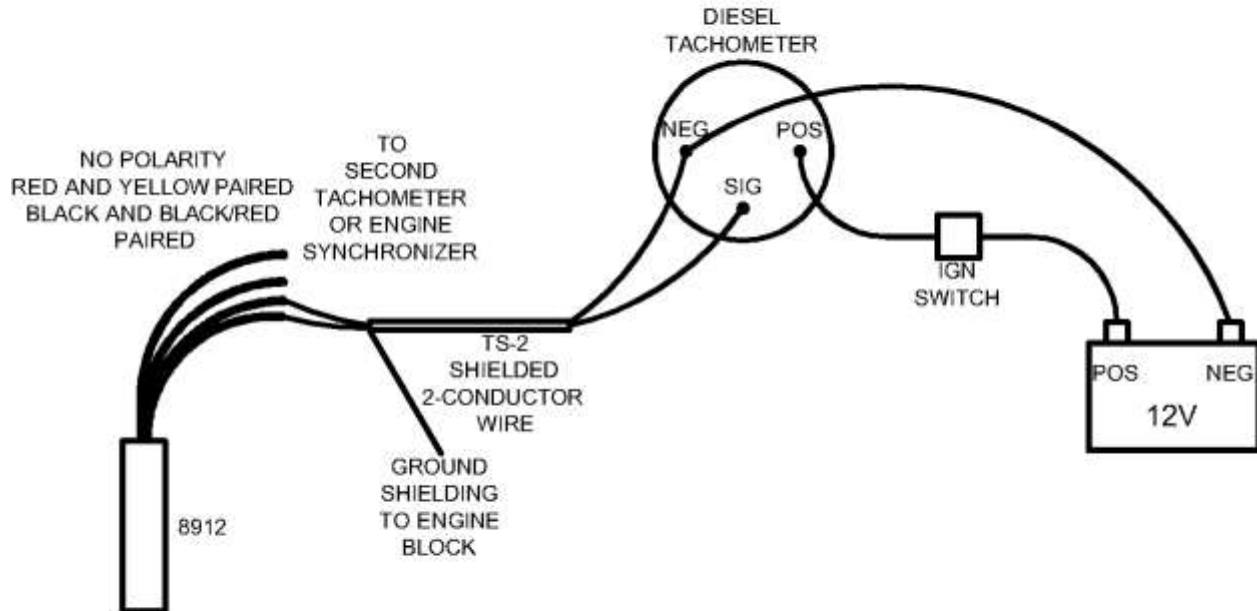 DIESEL
TACHOMETER
NEG
POS
SIG
NO POLARITY
RED AND YELLOW PAIRED
BLACK AND BLACK/RED
PAIRED
TO
SECOND
TACHOMETER
OR ENGINE
SYNCHRONIZER
IGN
SWITCH
TS-2
SHIELDED
2-CONDUCTOR
WIRE
POS
NEG
12V
GROUND
SHIELDING
TO ENGINE
BLOCK
8912